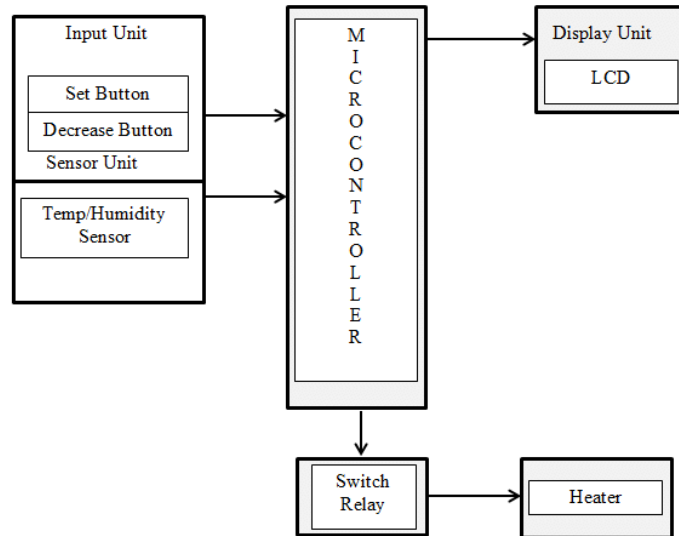 Input Unit
Set Button
Decrease Button
Sensor Unit
Temp/Humidity
Sensor
M
I
C
R
O
C
O
N
T
R
O
L
L
E
R
Display Unit
LCD
Switch
Relay
Heater